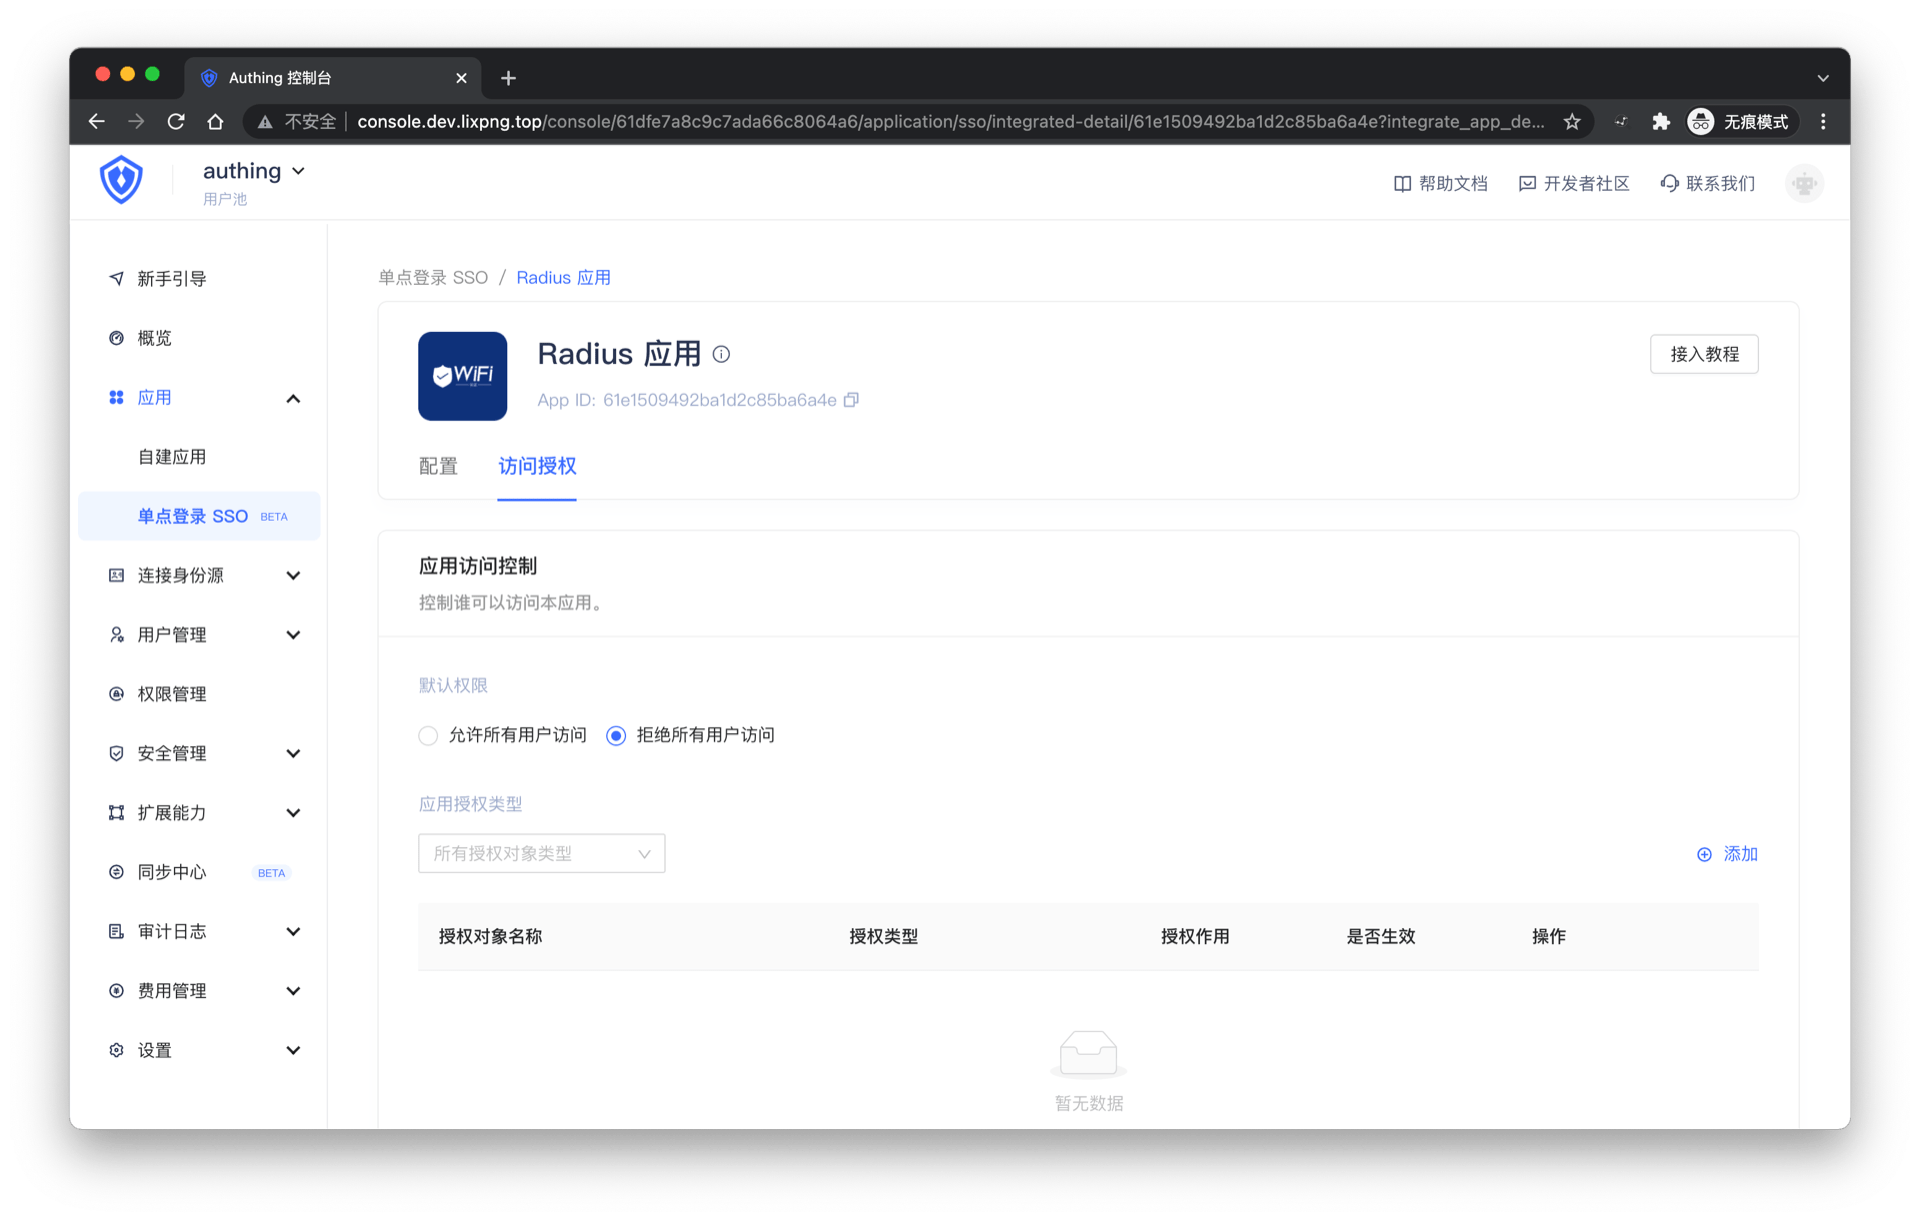 Authing 控制台
不安全 console.dev.lixpng.top/console/61dfe7a8c9c7ada66c8064a6/application/sso/integrated-detail/61e1509492ba1d2c85ba6a4e?integrate_app_de... 无痕模式
authing
用户池
帮助文档 开发者社区 联系我们
新手引导
概览
应用
自建应用
单点登录 SSO BETA
连接身份源
用户管理
权限管理
安全管理
扩展能力
同步中心 BETA
审计日志
费用管理
设置
单点登录 SSO / Radius 应用
WiFi
Radius 应用
接入教程
App ID: 61e1509492ba1d2c85ba6a4e
配置 访问授权
应用访问控制
控制谁可以访问本应用。
默认权限
允许所有用户访问 拒绝所有用户访问
应用授权类型
所有授权对象类型
添加
授权对象名称 授权类型 授权作用 是否生效 操作
暂无数据